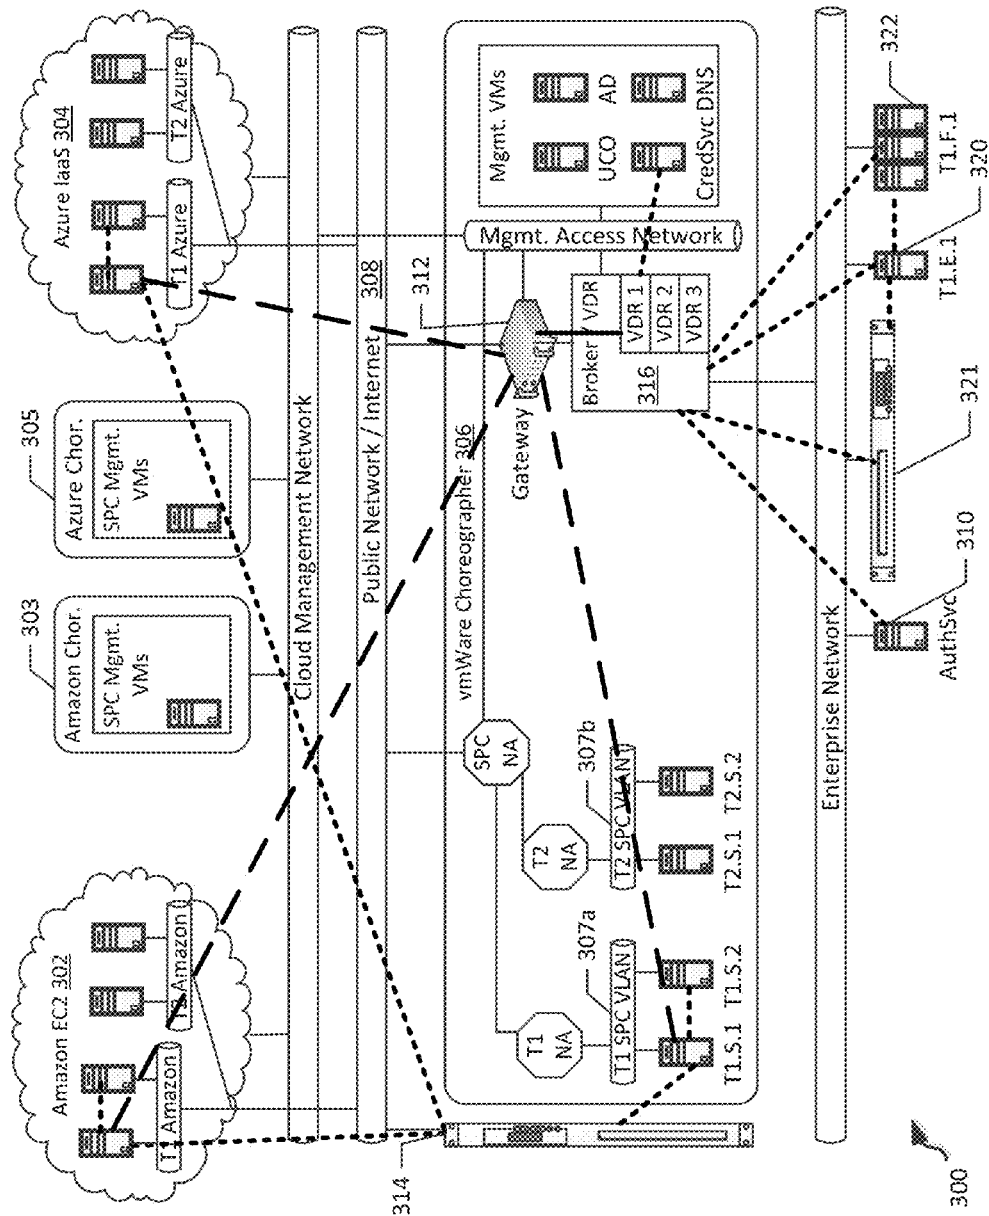 Amazon EC2 302
T1 Amazon
T2 Amazon
Amazon Chor.
SPC Mgmt.
VMs
303
Azure Chor.
SPC Mgmt.
VMs
305
Azure IaaS 304
T1 Azure
T2 Azure
Cloud Management Network
Public Network / Internet 308
314
312
vmWare Choreographer 306
SPC
NA
T1
NA
T2
NA
307a
307b
T1 SPC VLAN
T2 SPC VLAN
T1.S.1
T1.S.2
T2.S.1
T2.S.2
Gateway
Broker / VDR
316
VDR 1
VDR 2
VDR 3
Mgmt. Access Network
Mgmt. VMs
UCO
AD
CredSvc
DNS
Enterprise Network
AuthSvc
310
321
T1.E.1
320
T1.F.1
322
300